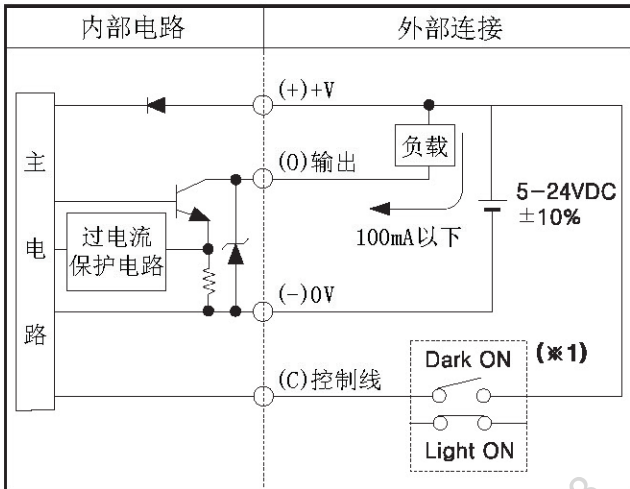 内部电路 外部连接
(+)+V
主电路
负载
(O)输出
5-24VDC
±10%
过电流
保护电路
100mA以下
(-)0V
Dark ON (※1)
(C)控制线
Light ON